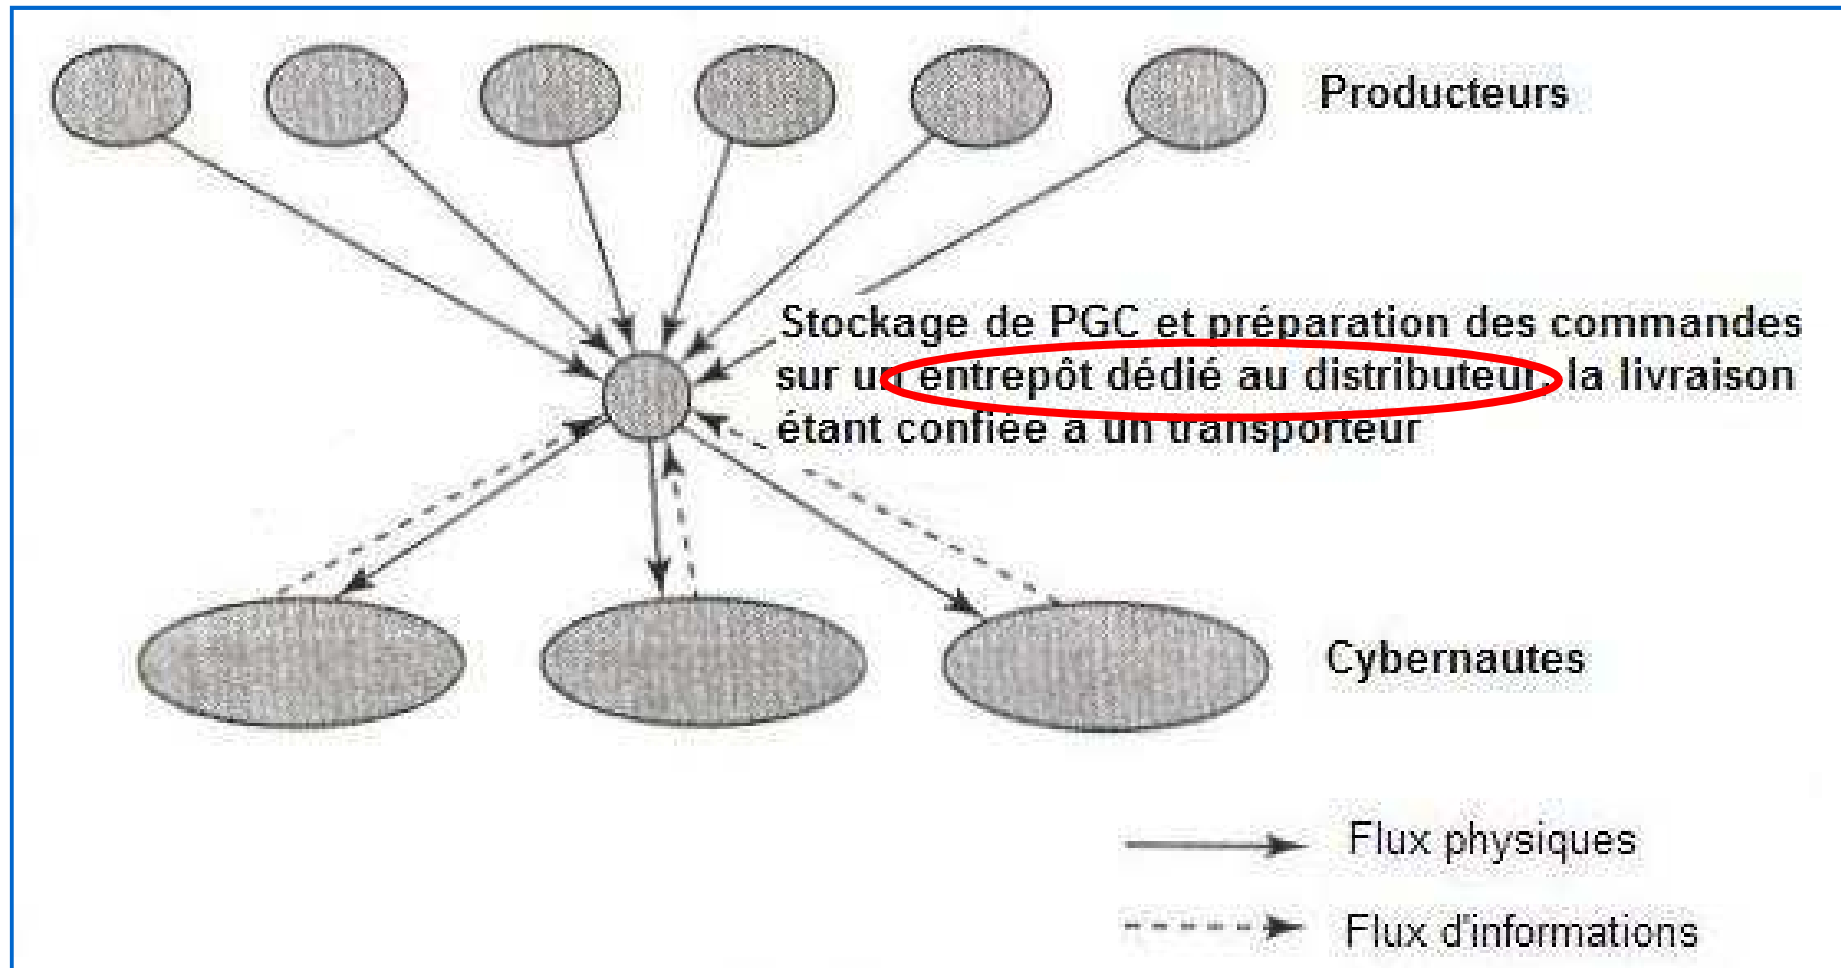 Producteurs
Stockage de PGC et préparation des commandes
sur un entrepôt dédié au distributeur, la livraison
étant confiée à un transporteur
Cybernautes
Flux physiques
Flux d'informations